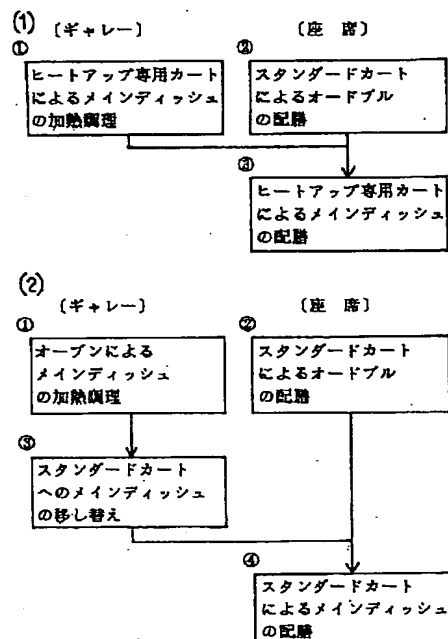 (1)
〔ギャレー〕 〔座 席〕
① ②
ヒートアップ専用カート
によるメインディッシュ
の加熱調理
スタンダードカート
によるオードブル
の配膳
③
ヒートアップ専用カート
によるメインディッシュ
の配膳
(2)
〔ギャレー〕 〔座 席〕
① ②
オーブンによる
メインディッシュ
の加熱調理
スタンダードカート
によるオードブル
の配膳
③
スタンダードカート
へのメインディッシュ
の移し替え
④
スタンダードカート
によるメインディッシュ
の配膳